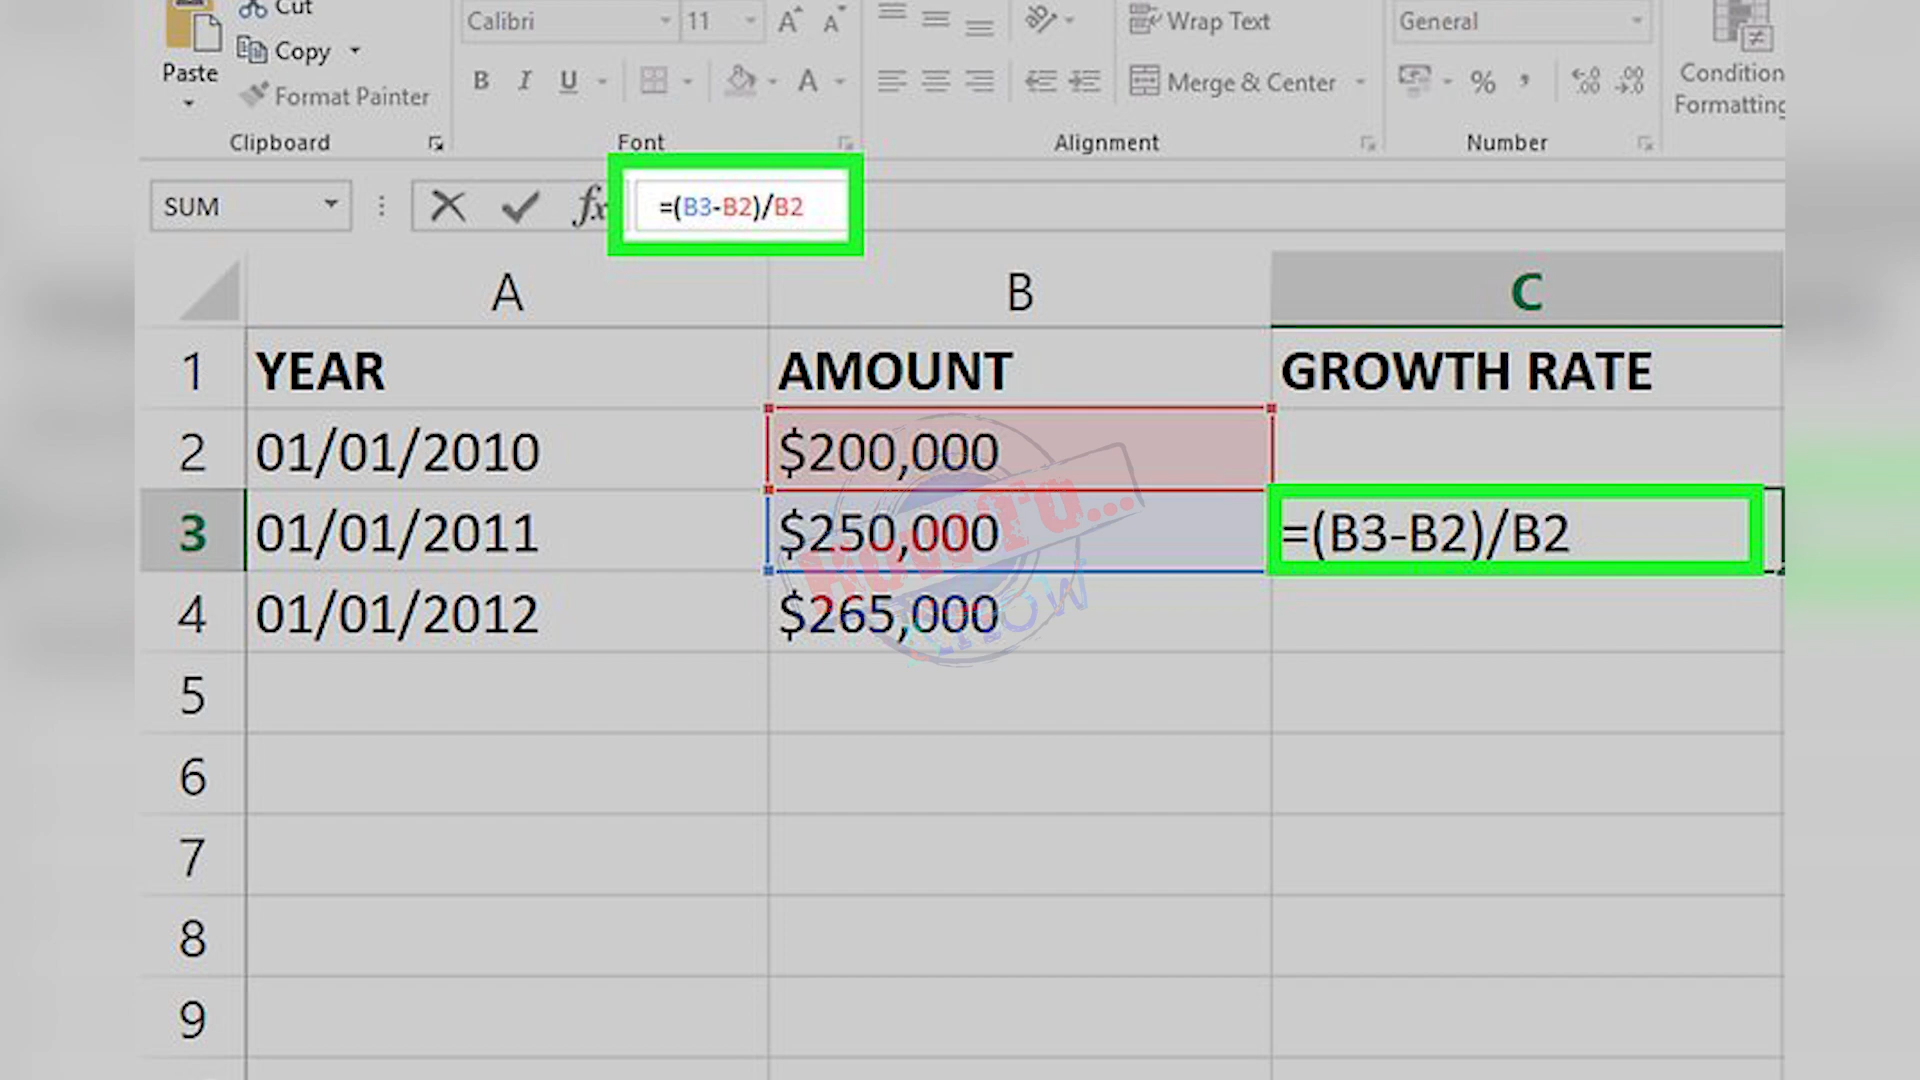 Cut
Calibri 11 Wrap Text General
Copy
Paste
B I U A Merge & Center %
Format Painter
Condition
Formatting
Clipboard Font Alignment Number
SUM fx =(B3-B2)/B2
A B C
1 YEAR AMOUNT GROWTH RATE
2 01/01/2010 $200,000
3 01/01/2011 $250,000 =(B3-B2)/B2
4 01/01/2012 $265,000
HowTo...
KNOW
5
6
7
8
9